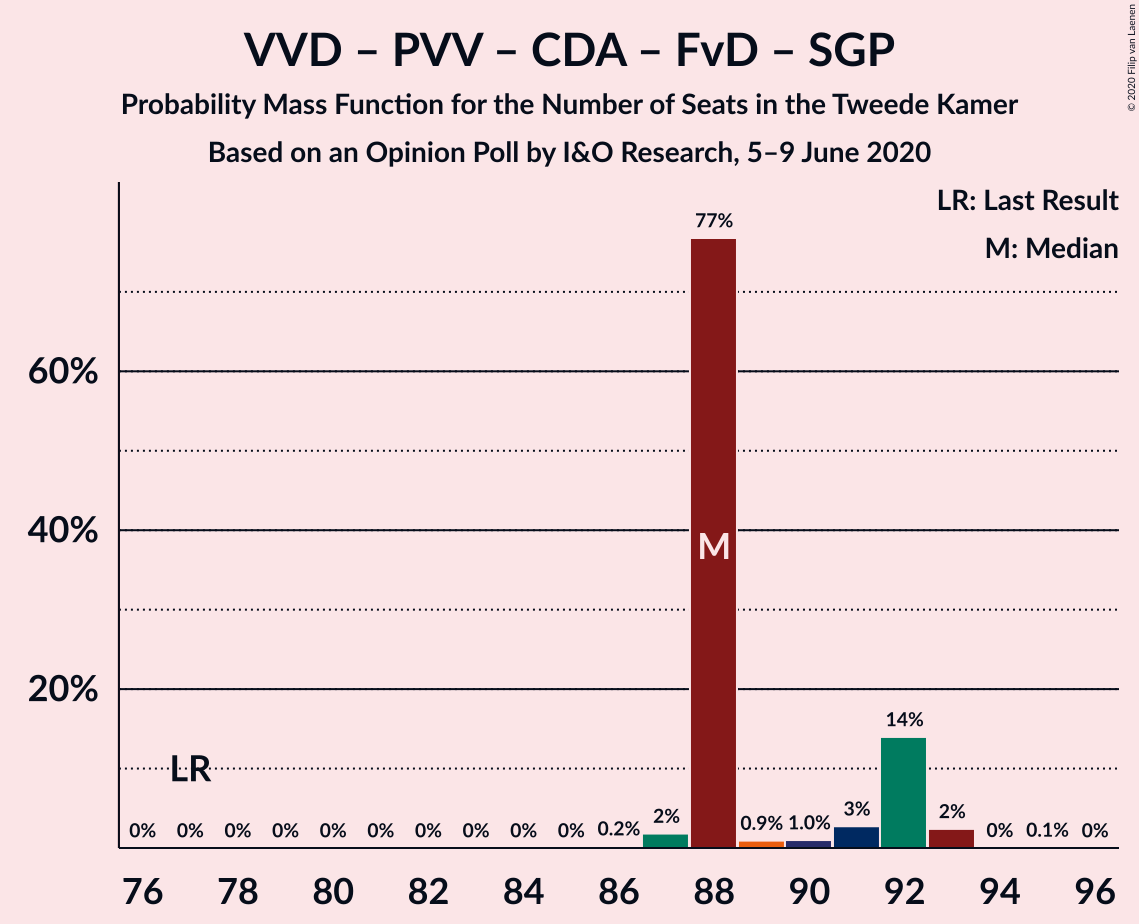 VVD – PVV – CDA – FvD – SGP
Probability Mass Function for the Number of Seats in the Tweede Kamer
Based on an Opinion Poll by I&O Research, 5–9 June 2020
© 2020 Filip van Laenen
LR: Last Result
M: Median
77%
60%
M
40%
20%
14%
LR
0% 0% 0% 0% 0% 0% 0% 0% 0% 0% 0.2% 2% 0.9% 1.0% 3% 2% 0% 0.1% 0%
76 78 80 82 84 86 88 90 92 94 96